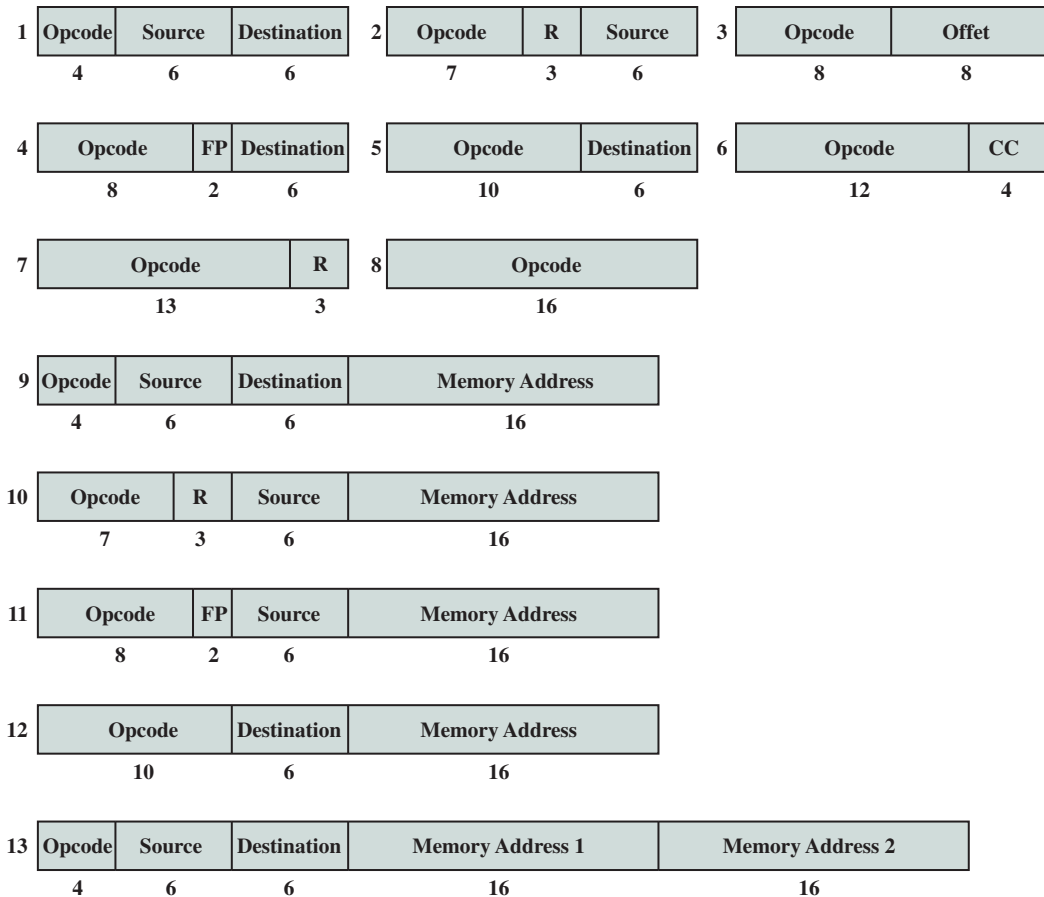 1 Opcode Source Destination 2 Opcode R Source 3 Opcode Offet
4 6 6 7 3 6 8 8
4 Opcode FP Destination 5 Opcode Destination 6 Opcode CC
8 2 6 10 6 12 4
7 Opcode R 8 Opcode
13 3 16
9 Opcode Source Destination Memory Address
4 6 6 16
10 Opcode R Source Memory Address
7 3 6 16
11 Opcode FP Source Memory Address
8 2 6 16
12 Opcode Destination Memory Address
10 6 16
13 Opcode Source Destination Memory Address 1 Memory Address 2
4 6 6 16 16